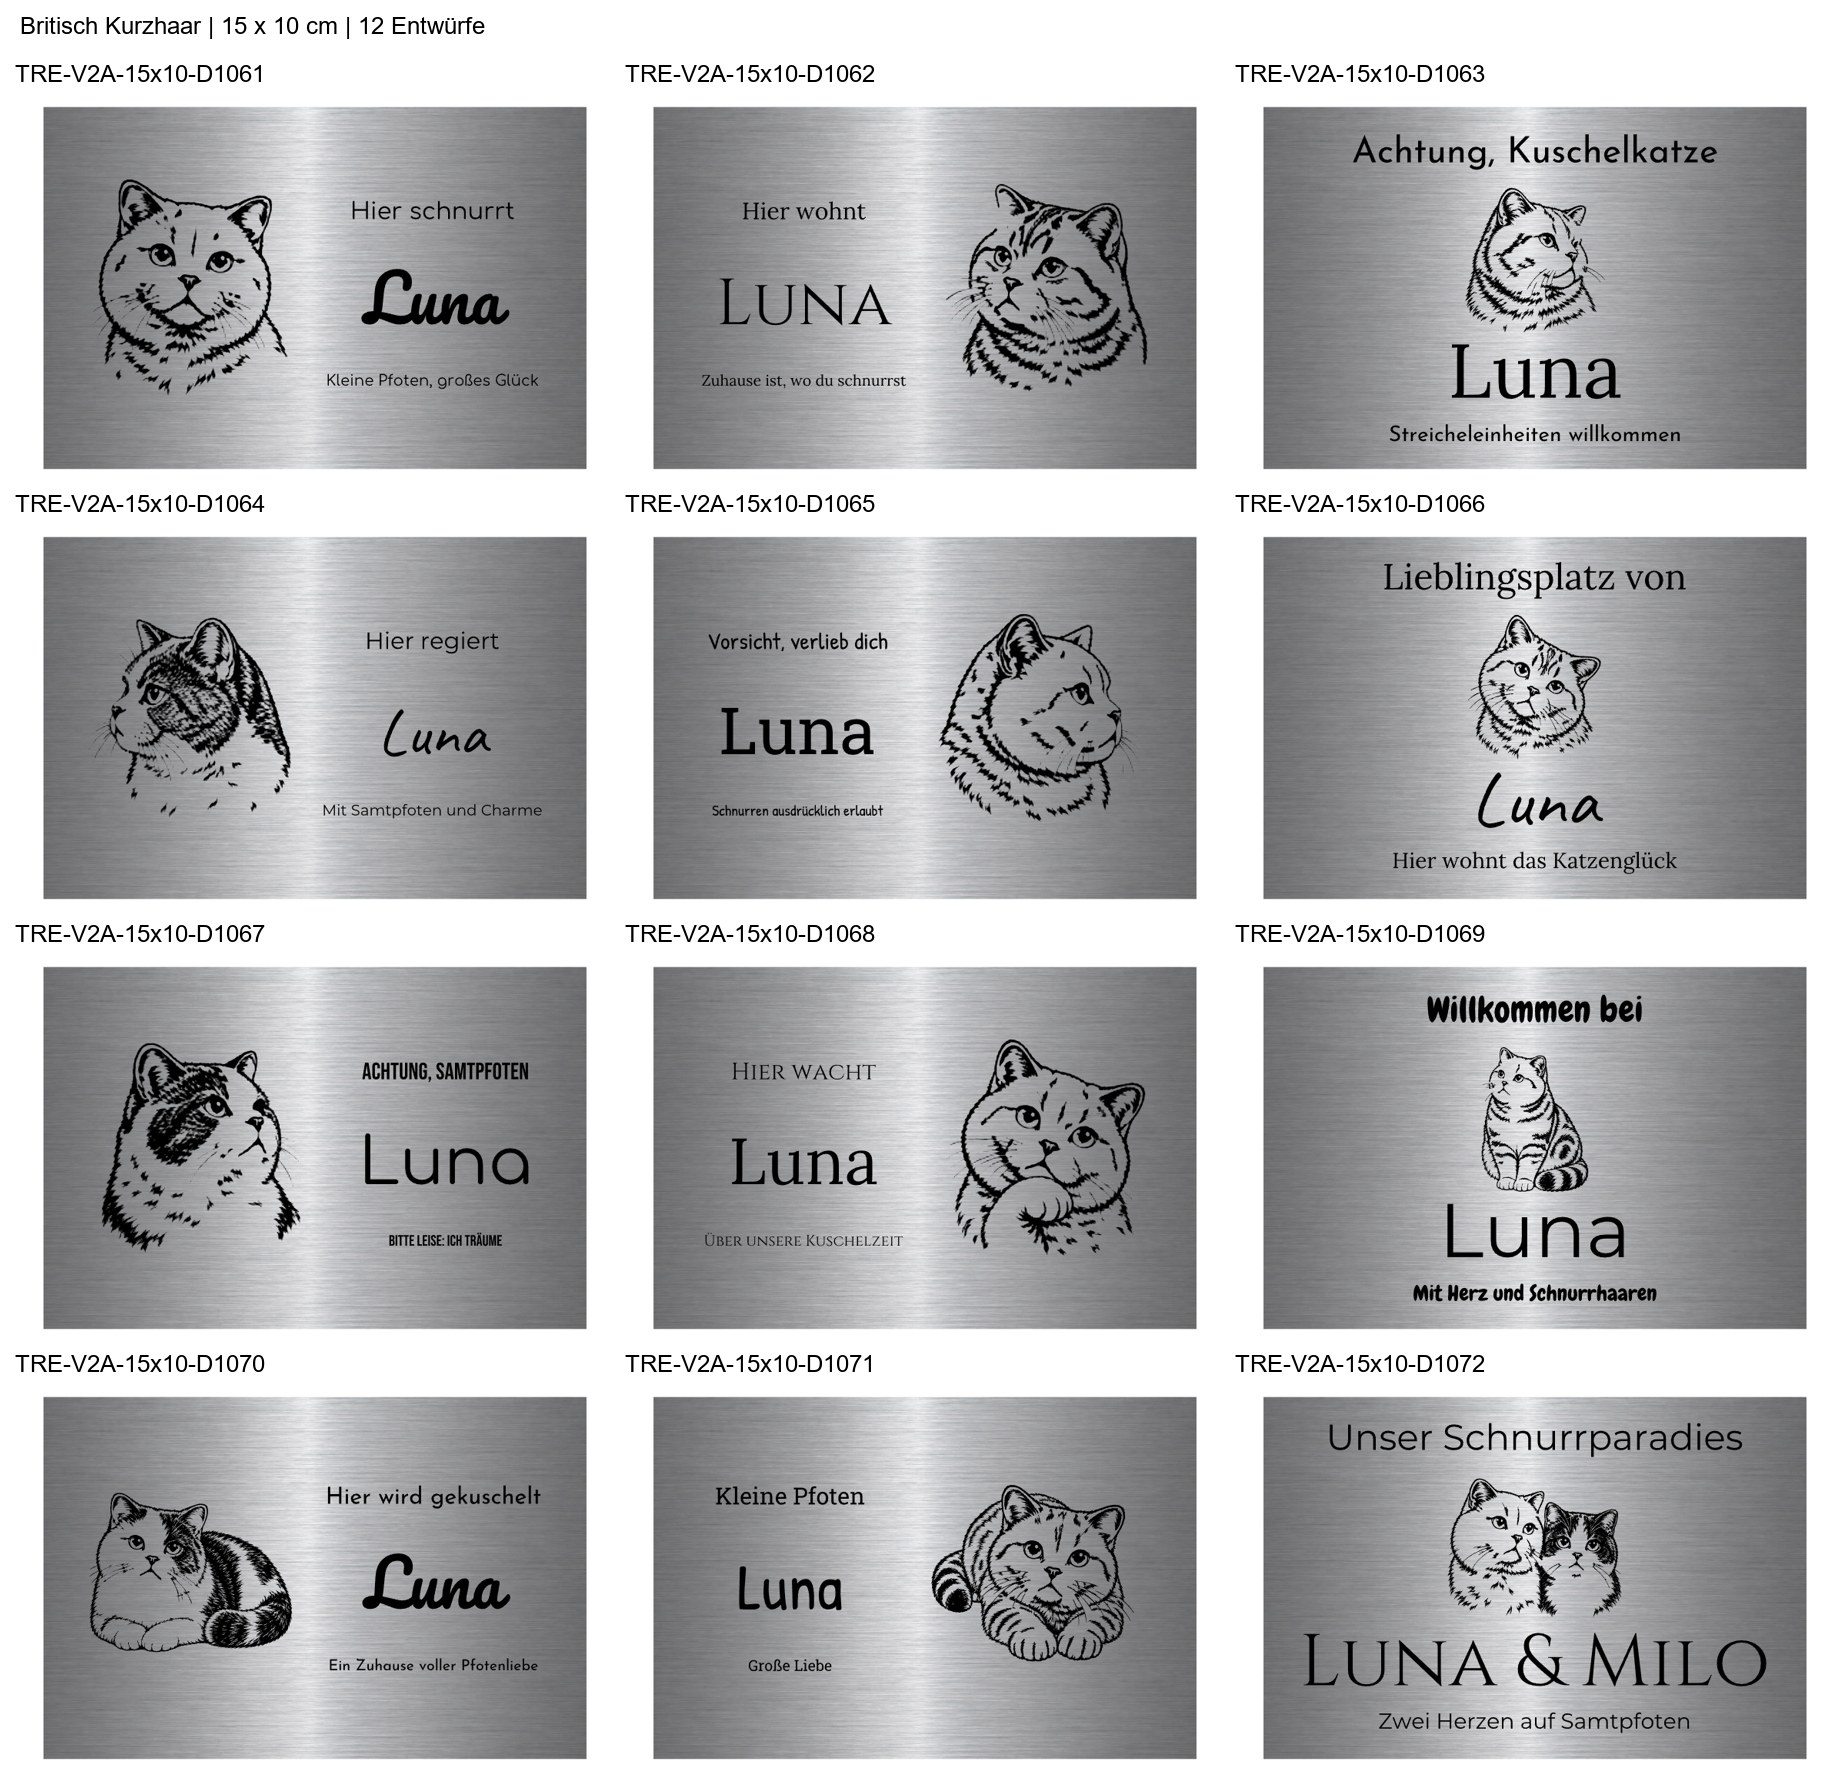 Britisch Kurzhaar | 15 x 10 cm | 12 Entwürfe
TRE-V2A-15x10-D1061
Hier schnurrt
Luna
Kleine Pfoten, großes Glück
TRE-V2A-15x10-D1062
Hier wohnt
LUNA
Zuhause ist, wo du schnurrst
TRE-V2A-15x10-D1063
Achtung, Kuschelkatze
Luna
Streicheleinheiten willkommen
TRE-V2A-15x10-D1064
Hier regiert
Luna
Mit Samtpfoten und Charme
TRE-V2A-15x10-D1065
Vorsicht, verlieb dich
Luna
Schnurren ausdrücklich erlaubt
TRE-V2A-15x10-D1066
Lieblingsplatz von
Luna
Hier wohnt das Katzenglück
TRE-V2A-15x10-D1067
ACHTUNG, SAMTPFOTEN
Luna
BITTE LEISE: ICH TRÄUME
TRE-V2A-15x10-D1068
HIER WACHT
Luna
ÜBER UNSERE KUSCHELZEIT
TRE-V2A-15x10-D1069
Willkommen bei
Luna
Mit Herz und Schnurrhaaren
TRE-V2A-15x10-D1070
Hier wird gekuschelt
Luna
Ein Zuhause voller Pfotenliebe
TRE-V2A-15x10-D1071
Kleine Pfoten
Luna
Große Liebe
TRE-V2A-15x10-D1072
Unser Schnurrparadies
LUNA & MILO
Zwei Herzen auf Samtpfoten